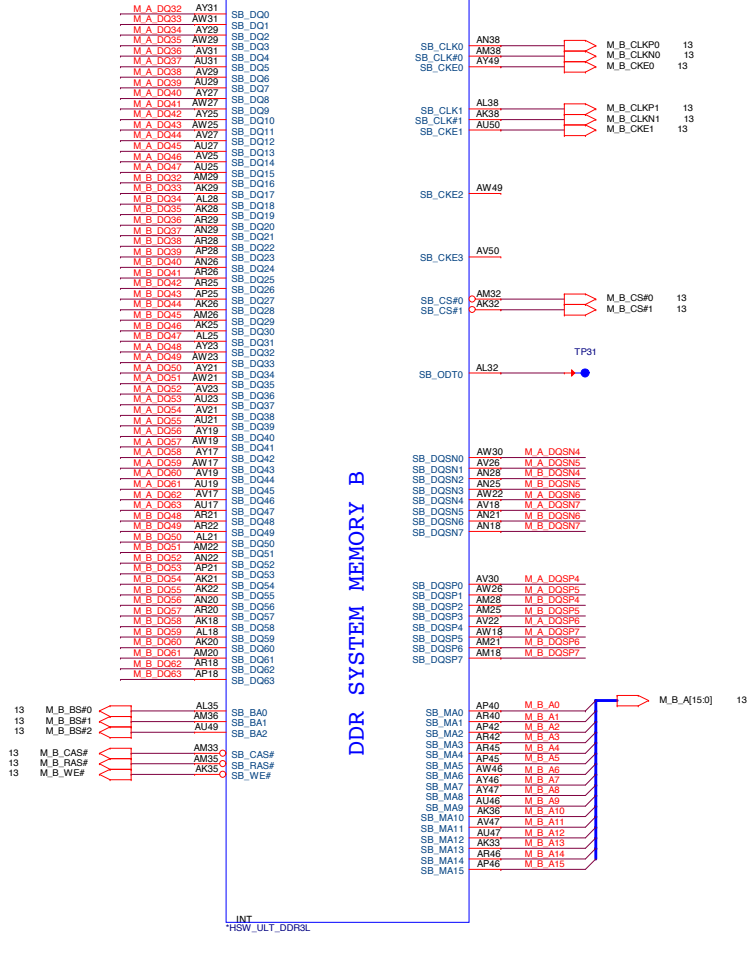 M_A_DQ32 AY31 SB_DQ0
M_A_DQ33 AW31 SB_DQ1
M_A_DQ34 AY29 SB_DQ2
M_A_DQ35 AW29 SB_DQ3
M_A_DQ36 AV31 SB_DQ4
M_A_DQ37 AU31 SB_DQ5
M_A_DQ38 AV29 SB_DQ6
M_A_DQ39 AU29 SB_DQ7
M_A_DQ40 AY27 SB_DQ8
M_A_DQ41 AW27 SB_DQ9
M_A_DQ42 AY25 SB_DQ10
M_A_DQ43 AW25 SB_DQ11
M_A_DQ44 AV27 SB_DQ12
M_A_DQ45 AU27 SB_DQ13
M_A_DQ46 AV25 SB_DQ14
M_A_DQ47 AU25 SB_DQ15
M_B_DQ32 AM29 SB_DQ16
M_B_DQ33 AK29 SB_DQ17
M_B_DQ34 AL28 SB_DQ18
M_B_DQ35 AK28 SB_DQ19
M_B_DQ36 AR29 SB_DQ20
M_B_DQ37 AN29 SB_DQ21
M_B_DQ38 AR28 SB_DQ22
M_B_DQ39 AP28 SB_DQ23
M_B_DQ40 AN26 SB_DQ24
M_B_DQ41 AR26 SB_DQ25
M_B_DQ42 AR25 SB_DQ26
M_B_DQ43 AP25 SB_DQ27
M_B_DQ44 AK26 SB_DQ28
M_B_DQ45 AM26 SB_DQ29
M_B_DQ46 AK25 SB_DQ30
M_B_DQ47 AL25 SB_DQ31
M_A_DQ48 AY23 SB_DQ32
M_A_DQ49 AW23 SB_DQ33
M_A_DQ50 AY21 SB_DQ34
M_A_DQ51 AW21 SB_DQ35
M_A_DQ52 AV23 SB_DQ36
M_A_DQ53 AU23 SB_DQ37
M_A_DQ54 AV21 SB_DQ38
M_A_DQ55 AU21 SB_DQ39
M_A_DQ56 AY19 SB_DQ40
M_A_DQ57 AW19 SB_DQ41
M_A_DQ58 AY17 SB_DQ42
M_A_DQ59 AW17 SB_DQ43
M_A_DQ60 AV19 SB_DQ44
M_A_DQ61 AU19 SB_DQ45
M_A_DQ62 AV17 SB_DQ46
M_A_DQ63 AU17 SB_DQ47
M_B_DQ48 AR21 SB_DQ48
M_B_DQ49 AR22 SB_DQ49
M_B_DQ50 AL21 SB_DQ50
M_B_DQ51 AM22 SB_DQ51
M_B_DQ52 AN22 SB_DQ52
M_B_DQ53 AP21 SB_DQ53
M_B_DQ54 AK21 SB_DQ54
M_B_DQ55 AK22 SB_DQ55
M_B_DQ56 AN20 SB_DQ56
M_B_DQ57 AR20 SB_DQ57
M_B_DQ58 AK18 SB_DQ58
M_B_DQ59 AL18 SB_DQ59
M_B_DQ60 AK20 SB_DQ60
M_B_DQ61 AM20 SB_DQ61
M_B_DQ62 AR18 SB_DQ62
M_B_DQ63 AP18 SB_DQ63
13 M_B_BS#0 AL35 SB_BA0
13 M_B_BS#1 AM36 SB_BA1
13 M_B_BS#2 AU49 SB_BA2
13 M_B_CAS# AM33 SB_CAS#
13 M_B_RAS# AM35 SB_RAS#
13 M_B_WE# AK35 SB_WE#
DDR SYSTEM MEMORY B
SB_CLK0 AN38 M_B_CLKP0 13
SB_CLK#0 AM38 M_B_CLKN0 13
SB_CKE0 AY49 M_B_CKE0 13
SB_CLK1 AL38 M_B_CLKP1 13
SB_CLK#1 AK38 M_B_CLKN1 13
SB_CKE1 AU50 M_B_CKE1 13
SB_CKE2 AW49
SB_CKE3 AV50
SB_CS#0 AM32 M_B_CS#0 13
SB_CS#1 AK32 M_B_CS#1 13
TP31
SB_ODT0 AL32
SB_DQSN0 AW30 M_A_DQSN4
SB_DQSN1 AV26 M_A_DQSN5
SB_DQSN2 AN28 M_B_DQSN4
SB_DQSN3 AN25 M_B_DQSN5
SB_DQSN4 AW22 M_A_DQSN6
SB_DQSN5 AV18 M_A_DQSN7
SB_DQSN6 AN21 M_B_DQSN6
SB_DQSN7 AN18 M_B_DQSN7
SB_DQSP0 AV30 M_A_DQSP4
SB_DQSP1 AW26 M_A_DQSP5
SB_DQSP2 AM28 M_B_DQSP4
SB_DQSP3 AM25 M_B_DQSP5
SB_DQSP4 AV22 M_A_DQSP6
SB_DQSP5 AW18 M_A_DQSP7
SB_DQSP6 AM21 M_B_DQSP6
SB_DQSP7 AM18 M_B_DQSP7
M_B_A[15:0] 13
SB_MA0 AP40 M_B_A0
SB_MA1 AR40 M_B_A1
SB_MA2 AP42 M_B_A2
SB_MA3 AR42 M_B_A3
SB_MA4 AR45 M_B_A4
SB_MA5 AP45 M_B_A5
SB_MA6 AW46 M_B_A6
SB_MA7 AY46 M_B_A7
SB_MA8 AY47 M_B_A8
SB_MA9 AU46 M_B_A9
SB_MA10 AK36 M_B_A10
SB_MA11 AV47 M_B_A11
SB_MA12 AU47 M_B_A12
SB_MA13 AK33 M_B_A13
SB_MA14 AR46 M_B_A14
SB_MA15 AP46 M_B_A15
INT
*HSW_ULT_DDR3L